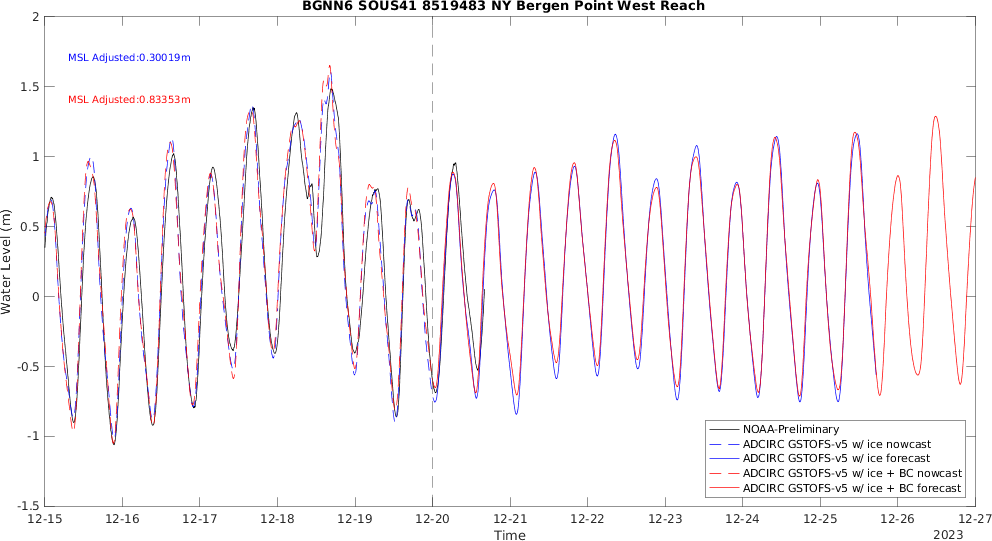 BGNN6 SOUS41 8519483 NY Bergen Point West Reach
2
1.5
1
0.5
0
-0.5
-1
-1.5
Water Level (m)
MSL Adjusted:0.30019m
MSL Adjusted:0.83353m
NOAA-Preliminary
ADCIRC GSTOFS-v5 w/ ice nowcast
ADCIRC GSTOFS-v5 w/ ice forecast
ADCIRC GSTOFS-v5 w/ ice + BC nowcast
ADCIRC GSTOFS-v5 w/ ice + BC forecast
12-15 12-16 12-17 12-18 12-19 12-20 12-21 12-22 12-23 12-24 12-25 12-26 12-27
Time
2023